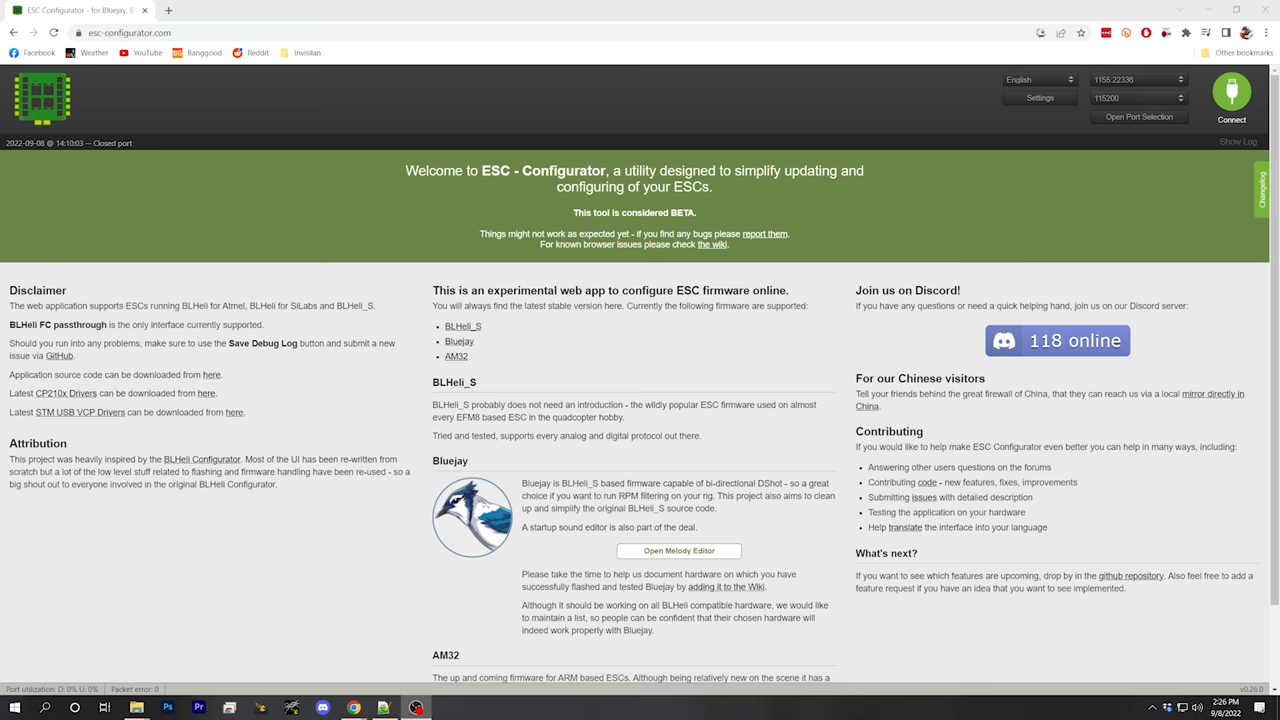 ESC Configurator - for Bluejay, B
esc-configurator.com
Facebook
Weather
YouTube
Banggood
Reddit
Invisilan
Other bookmarks
English
1155:22336
Settings
115200
Open Port Selection
Connect
2022-09-08 @ 14:10:03 -- Closed port
Show Log
Welcome to ESC - Configurator, a utility designed to simplify updating and
configuring of your ESCs.
This tool is considered BETA.
Things might not work as expected yet - if you find any bugs please report them.
For known browser issues please check the wiki.
Changelog
Disclaimer
The web application supports ESCs running BLHeli for Atmel, BLHeli for SiLabs and BLHeli_S.
BLHeli FC passthrough is the only interface currently supported.
Should you run into any problems, make sure to use the Save Debug Log button and submit a new
issue via GitHub.
Application source code can be downloaded from here.
Latest CP210x Drivers can be downloaded from here.
Latest STM USB VCP Drivers can be downloaded from here.
Attribution
This project was heavily inspired by the BLHeli Configurator. Most of the UI has been re-written from
scratch but a lot of the low level stuff related to flashing and firmware handling have been re-used - so a
big shout out to everyone involved in the original BLHeli Configurator.
This is an experimental web app to configure ESC firmware online.
You will always find the latest stable version here. Currently the following firmware are supported:
BLHeli_S
Bluejay
AM32
BLHeli_S
BLHeli_S probably does not need an introduction - the wildly popular ESC firmware used on almost
every EFM8 based ESC in the quadcopter hobby.
Tried and tested, supports every analog and digital protocol out there.
Bluejay
Bluejay is BLHeli_S based firmware capable of bi-directional DShot - so a great
choice if you want to run RPM filtering on your rig. This project also aims to clean
up and simplify the original BLHeli_S source code.
A startup sound editor is also part of the deal.
Open Melody Editor
Please take the time to help us document hardware on which you have
successfully flashed and tested Bluejay by adding it to the Wiki.
Although it should be working on all BLHeli compatible hardware, we would like
to maintain a list, so people can be confident that their chosen hardware will
indeed work properly with Bluejay.
AM32
The up and coming firmware for ARM based ESCs. Although being relatively new on the scene it has a
Join us on Discord!
If you have any questions or need a quick helping hand, join us on our Discord server:
118 online
For our Chinese visitors
Tell your friends behind the great firewall of China, that they can reach us via a local mirror directly in
China.
Contributing
If you would like to help make ESC Configurator even better you can help in many ways, including:
Answering other users questions on the forums
Contributing code - new features, fixes, improvements
Submitting issues with detailed description
Testing the application on your hardware
Help translate the interface into your language
What's next?
If you want to see which features are upcoming, drop by in the github repository. Also feel free to add a
feature request if you have an idea that you want to see implemented.
Port utilization: D: 0% U: 0%
Packet error: 0
v0.26.0
2:26 PM
9/8/2022